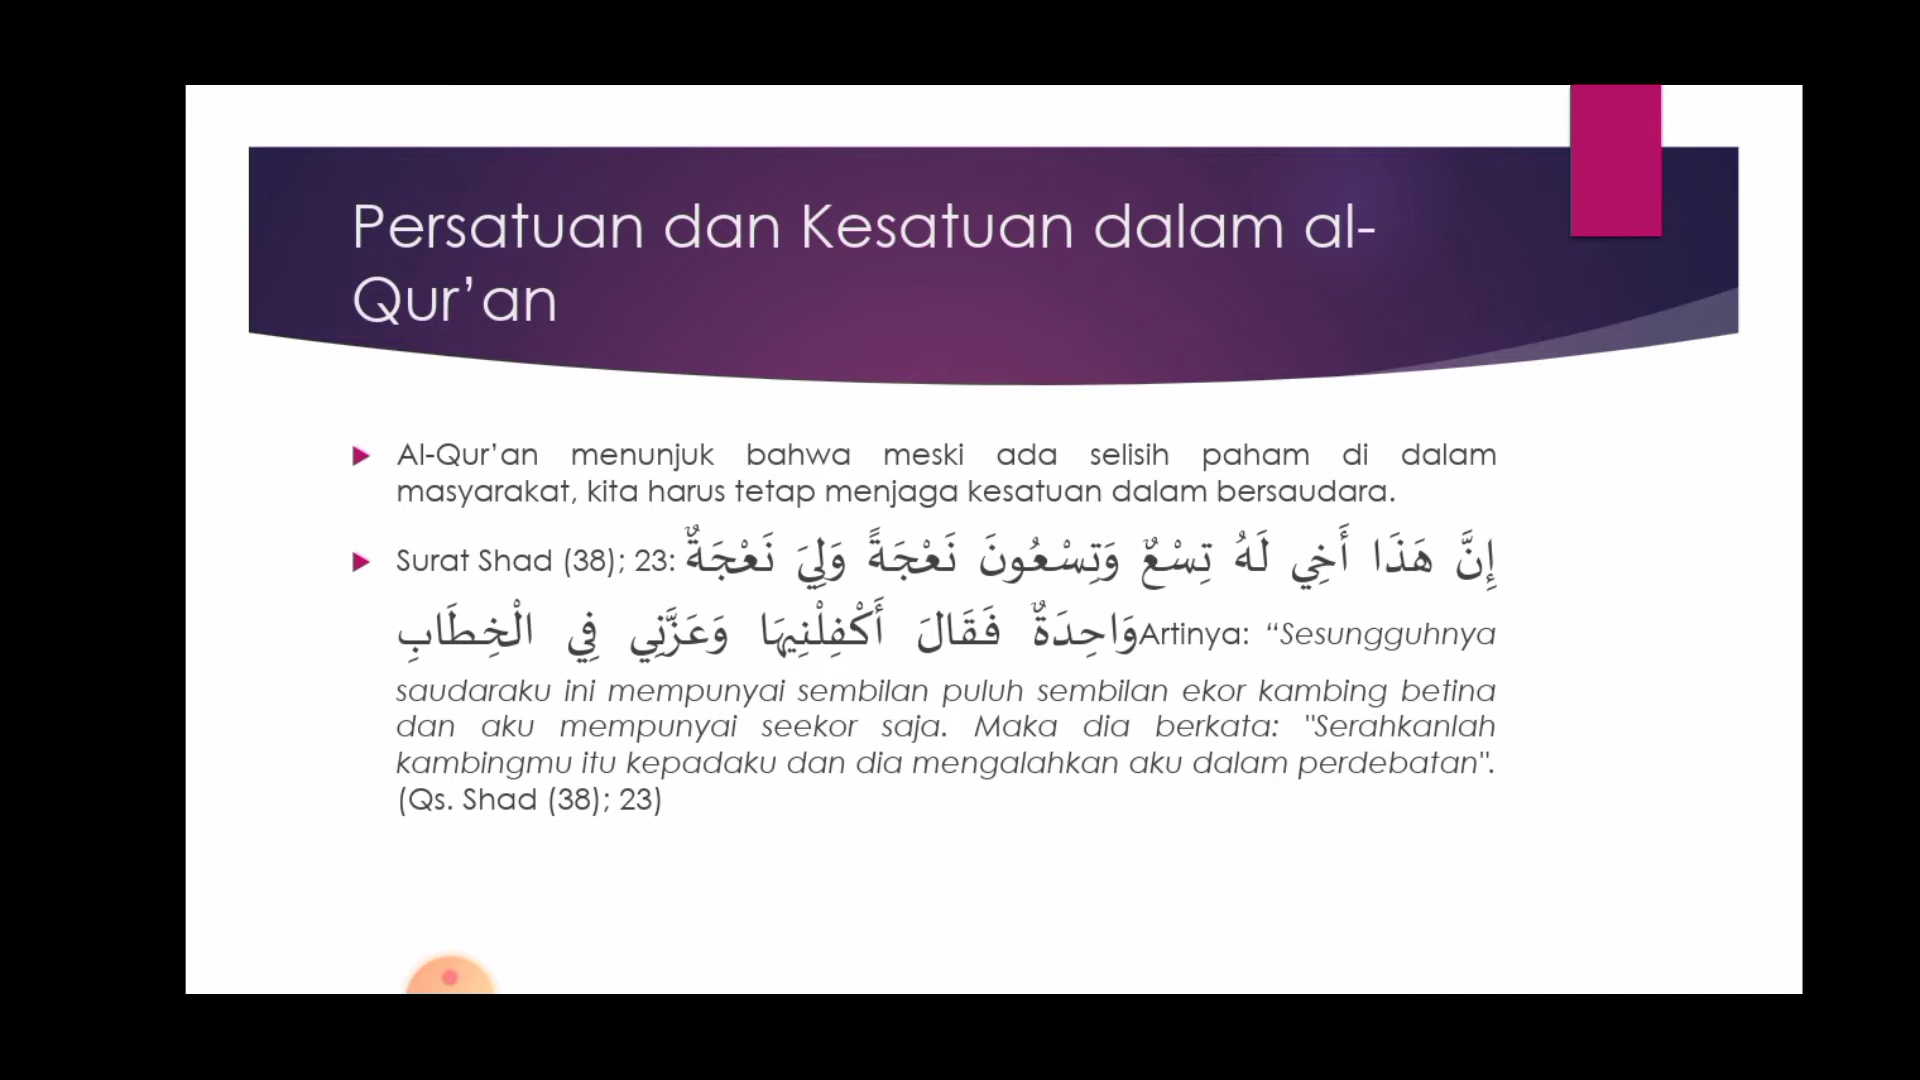 Persatuan dan Kesatuan dalam al-
Qur’an
Al-Qur’an menunjuk bahwa meski ada selisih paham di dalam
masyarakat, kita harus tetap menjaga kesatuan dalam bersaudara.
Surat Shad (38); 23: إِنَّ هَذَا أَخِي لَهُ تِسْعٌ وَتِسْعُونَ نَعْجَةً وَلِيَ نَعْجَةٌ
وَاحِدَةٌ فَقَالَ أَكْفِلْنِيهَا وَعَزَّنِي فِي الْخِطَابِ Artinya: “Sesungguhnya
saudaraku ini mempunyai sembilan puluh sembilan ekor kambing betina
dan aku mempunyai seekor saja. Maka dia berkata: "Serahkanlah
kambingmu itu kepadaku dan dia mengalahkan aku dalam perdebatan".
(Qs. Shad (38); 23)